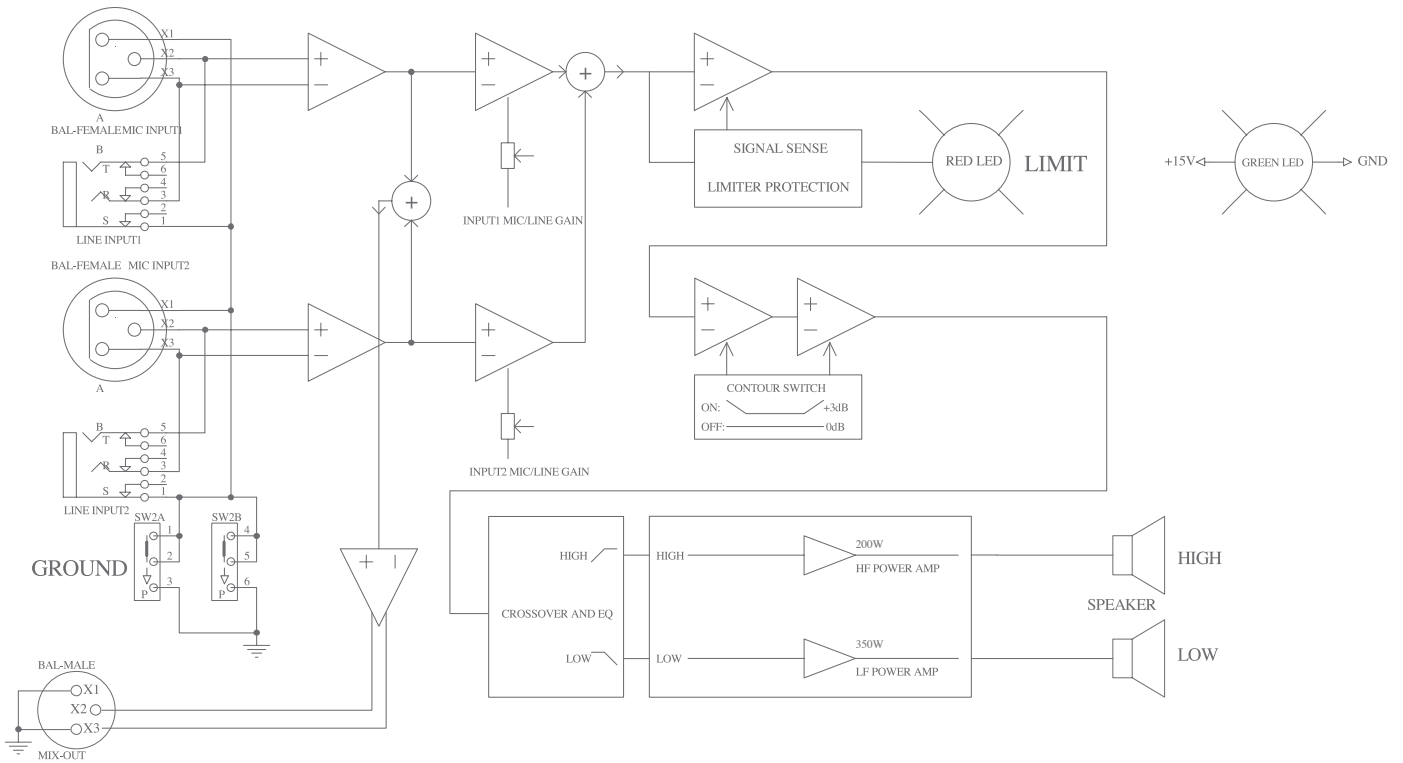 X1
X2
X3
A
BAL-FEMALE MIC INPUT1
B
T
R
S
5
6
4
3
2
1
LINE INPUT1
BAL-FEMALE MIC INPUT2
X1
X2
X3
A
B
T
R
S
5
6
4
3
2
1
LINE INPUT2
SW2A
1
2
3
P
SW2B
4
5
6
P
GROUND
BAL-MALE
X1
X2
X3
MIX-OUT
+
−
+
−
+
−
+
−
+
+
+
−
INPUT1 MIC/LINE GAIN
INPUT2 MIC/LINE GAIN
+
−
SIGNAL SENSE
LIMITER PROTECTION
RED LED
LIMIT
+15V
GREEN LED
GND
+
−
+
−
CONTOUR SWITCH
ON:
+3dB
OFF:
0dB
CROSSOVER AND EQ
HIGH
LOW
HIGH
LOW
200W
HF POWER AMP
350W
LF POWER AMP
HIGH
SPEAKER
LOW